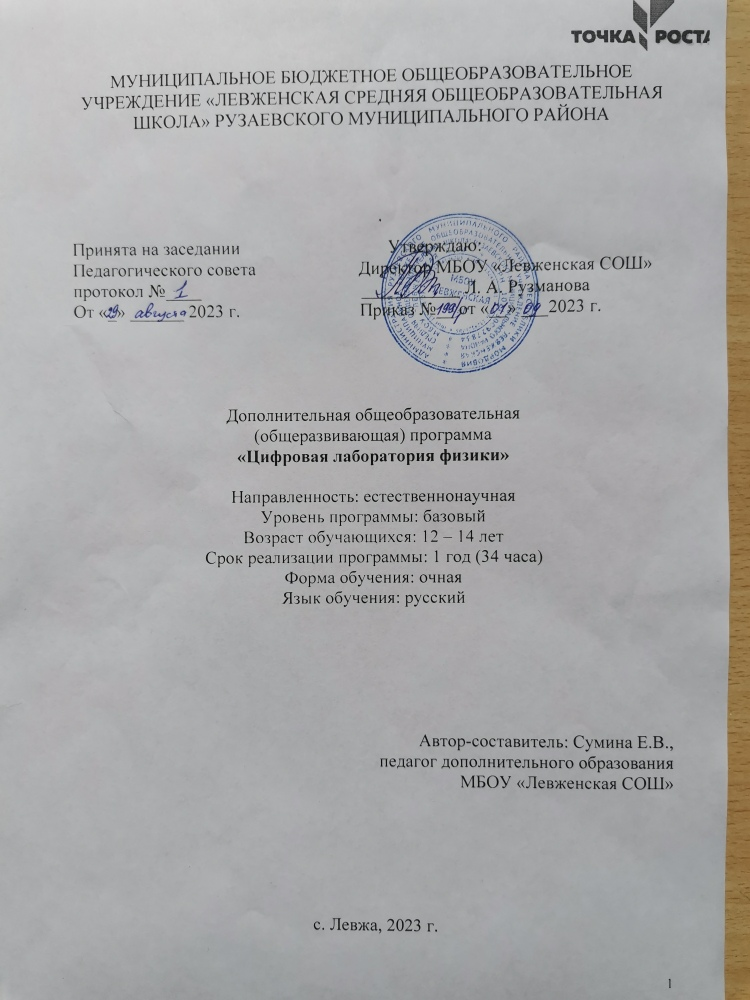 ТОЧКА РОСТА
МУНИЦИПАЛЬНОЕ БЮДЖЕТНОЕ ОБЩЕОБРАЗОВАТЕЛЬНОЕ
УЧРЕЖДЕНИЕ «ЛЕВЖЕНСКАЯ СРЕДНЯЯ ОБЩЕОБРАЗОВАТЕЛЬНАЯ
ШКОЛА» РУЗАЕВСКОГО МУНИЦИПАЛЬНОГО РАЙОНА
Принята на заседании
Педагогического совета
протокол № 1
От «29» августа 2023 г.
Утверждаю:
Директор МБОУ «Левженская СОШ»
Л. А. Рузманова
Приказ № от «01» 09 2023 г.
Дополнительная общеобразовательная
(общеразвивающая) программа
«Цифровая лаборатория физики»
Направленность: естественнонаучная
Уровень программы: базовый
Возраст обучающихся: 12 – 14 лет
Срок реализации программы: 1 год (34 часа)
Форма обучения: очная
Язык обучения: русский
Автор-составитель: Сумина Е.В.,
педагог дополнительного образования
МБОУ «Левженская СОШ»
с. Левжа, 2023 г.
1